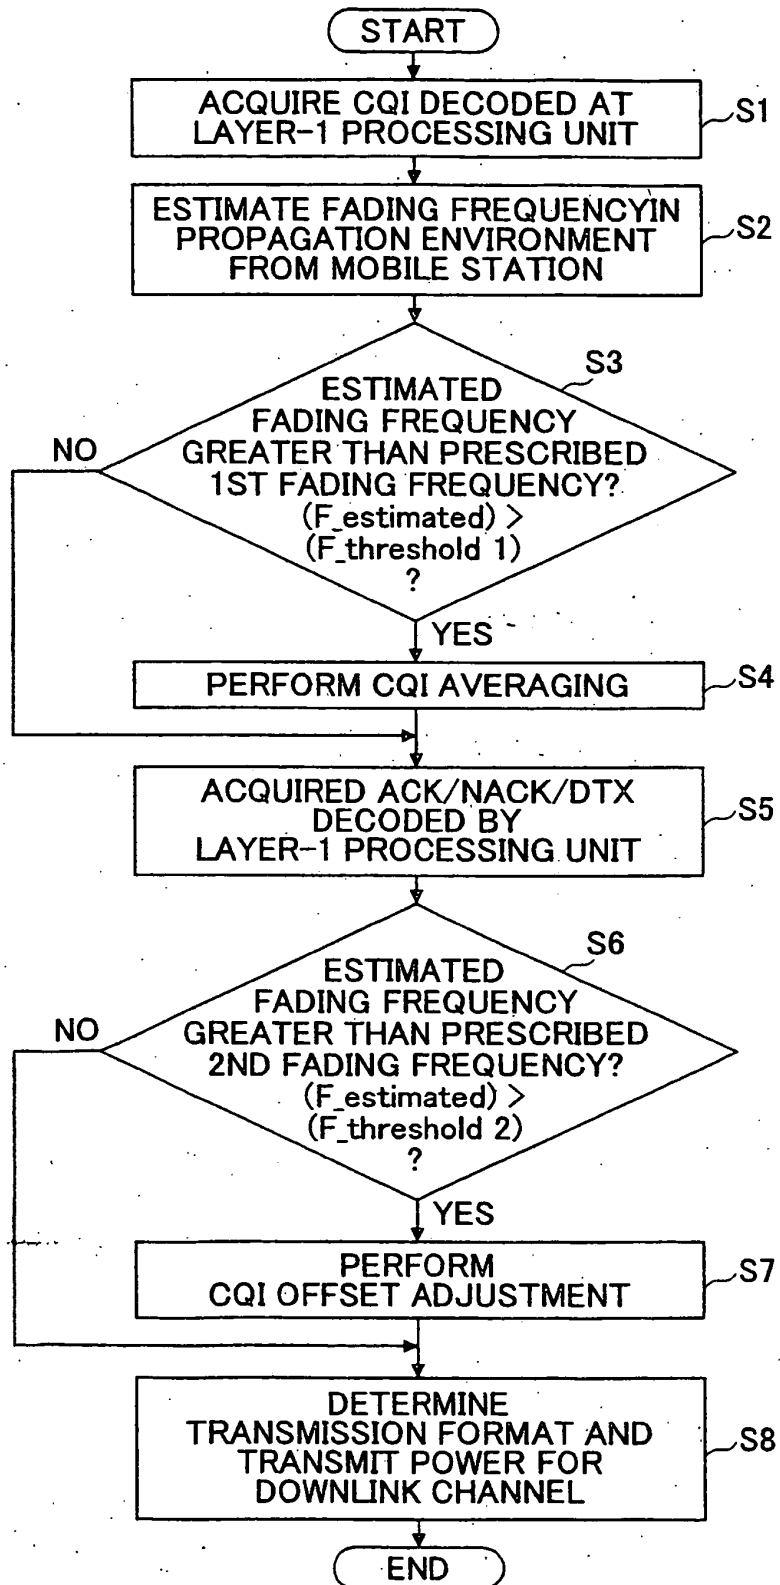 START
ACQUIRE CQI DECODED AT
LAYER-1 PROCESSING UNIT
S1
ESTIMATE FADING FREQUENCYIN
PROPAGATION ENVIRONMENT
FROM MOBILE STATION
S2
S3
ESTIMATED
FADING FREQUENCY
GREATER THAN PRESCRIBED
1ST FADING FREQUENCY?
(F_estimated) >
(F_threshold 1)
?
NO
YES
PERFORM CQI AVERAGING
S4
ACQUIRED ACK/NACK/DTX
DECODED BY
LAYER-1 PROCESSING UNIT
S5
S6
ESTIMATED
FADING FREQUENCY
GREATER THAN PRESCRIBED
2ND FADING FREQUENCY?
(F_estimated) >
(F_threshold 2)
?
NO
YES
PERFORM
CQI OFFSET ADJUSTMENT
S7
DETERMINE
TRANSMISSION FORMAT AND
TRANSMIT POWER FOR
DOWNLINK CHANNEL
S8
END